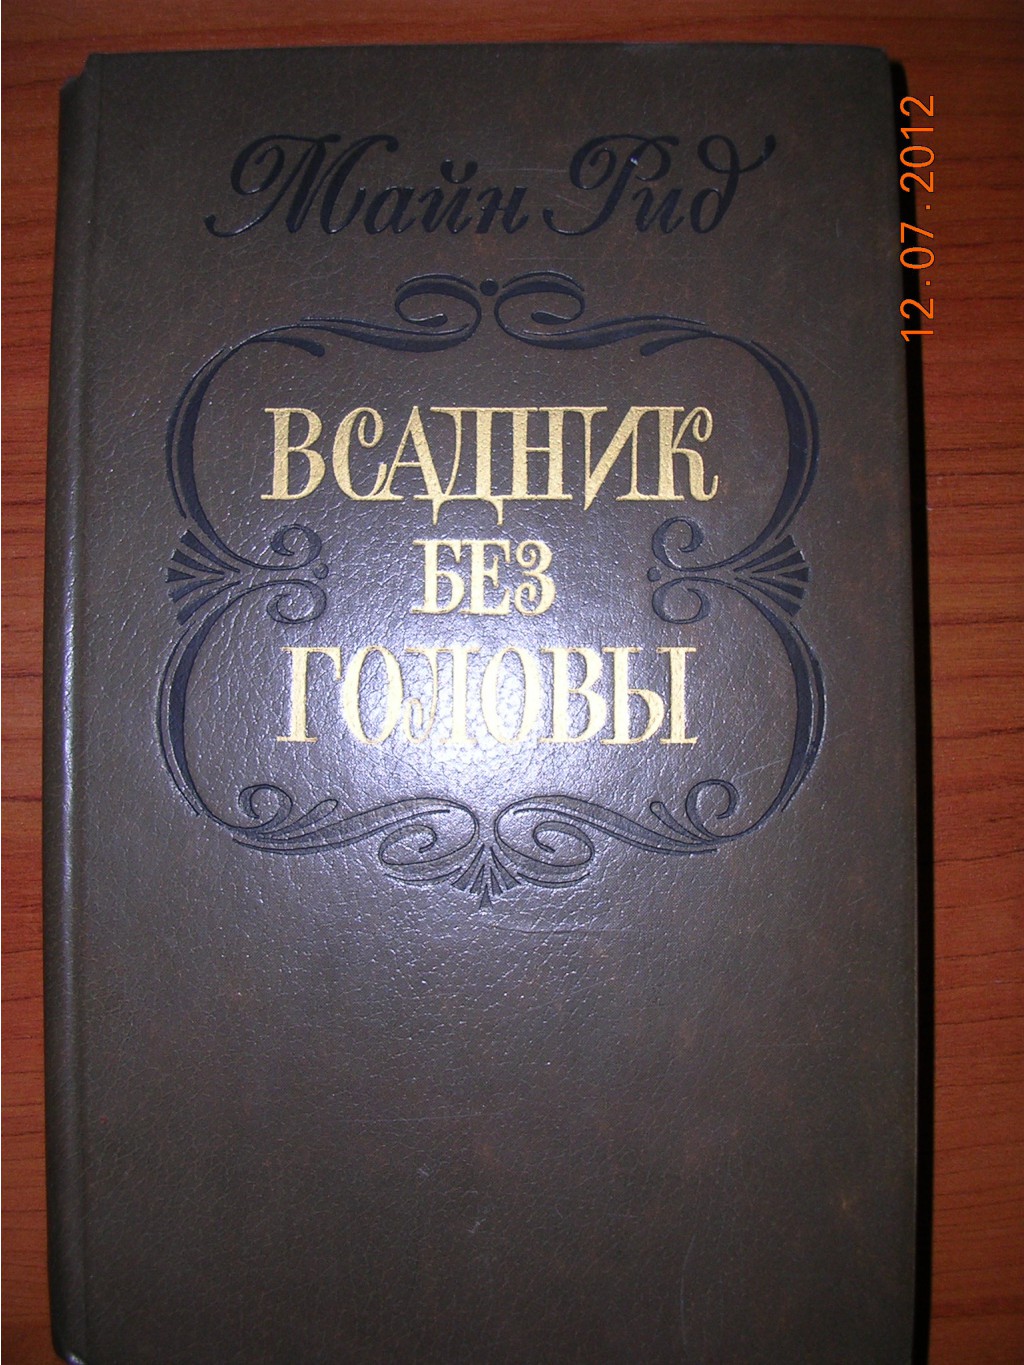 Майн Рид
ВСАДНИК
БЕЗ
ГОЛОВЫ
12.07.2012